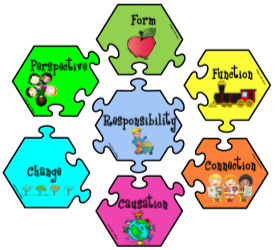 Form
Perspective
Function
Responsibility
Change
Connection
Causation